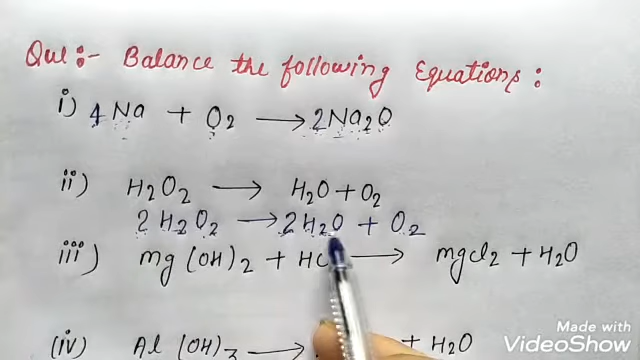 Que:- Balance the following Equations:
i) 4Na + O2 → 2Na2O
ii) H2O2 → H2O + O2
2H2O2 → 2H2O + O2
iii) mg(OH)2 + HC → mgcl2 + H2O
(iv) Al(OH)3 → + H2O
Made with
VideoShow